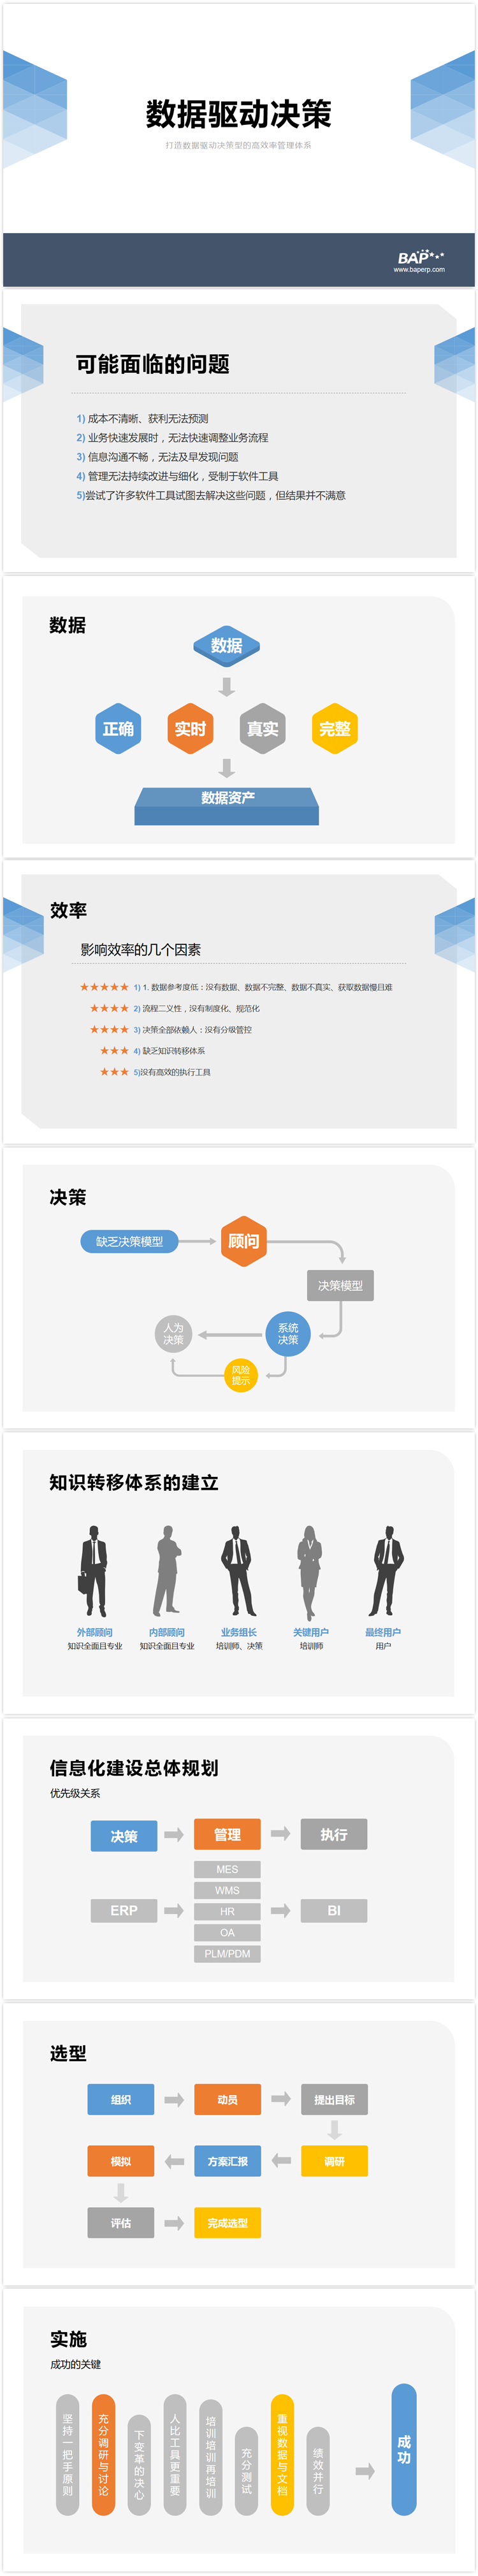 数据驱动决策
打造数据驱动决策型的高效率管理体系
BAP
www.baperp.com
可能面临的问题
1) 成本不清晰、获利无法预测
2) 业务快速发展时，无法快速调整业务流程
3) 信息沟通不畅，无法及早发现问题
4) 管理无法持续改进与细化，受制于软件工具
5)尝试了许多软件工具试图去解决这些问题，但结果并不满意
数据
数据
正确 实时 真实 完整
数据资产
效率
影响效率的几个因素
★★★★★ 1) 1. 数据参考度低：没有数据、数据不完整、数据不真实、获取数据慢且难
★★★★ 2) 流程二义性，没有制度化、规范化
★★★★ 3) 决策全部依赖人：没有分级管控
★★★ 4) 缺乏知识转移体系
★★★ 5)没有高效的执行工具
决策
缺乏决策模型
顾问
决策模型
系统
决策
人为
决策
风险
提示
知识转移体系的建立
外部顾问 内部顾问 业务组长 关键用户 最终用户
知识全面且专业 知识全面且专业 培训师、决策 培训师 用户
信息化建设总体规划
优先级关系
决策 管理 执行
MES
WMS
ERP HR BI
OA
PLM/PDM
选型
组织 动员 提出目标
模拟 方案汇报 调研
评估 完成选型
实施
成功的关键
坚持一把手原则
充分调研与讨论
下变革的决心
人比工具更重要
培训培训再培训
充分测试
重视数据与文档
绩效并行
成功